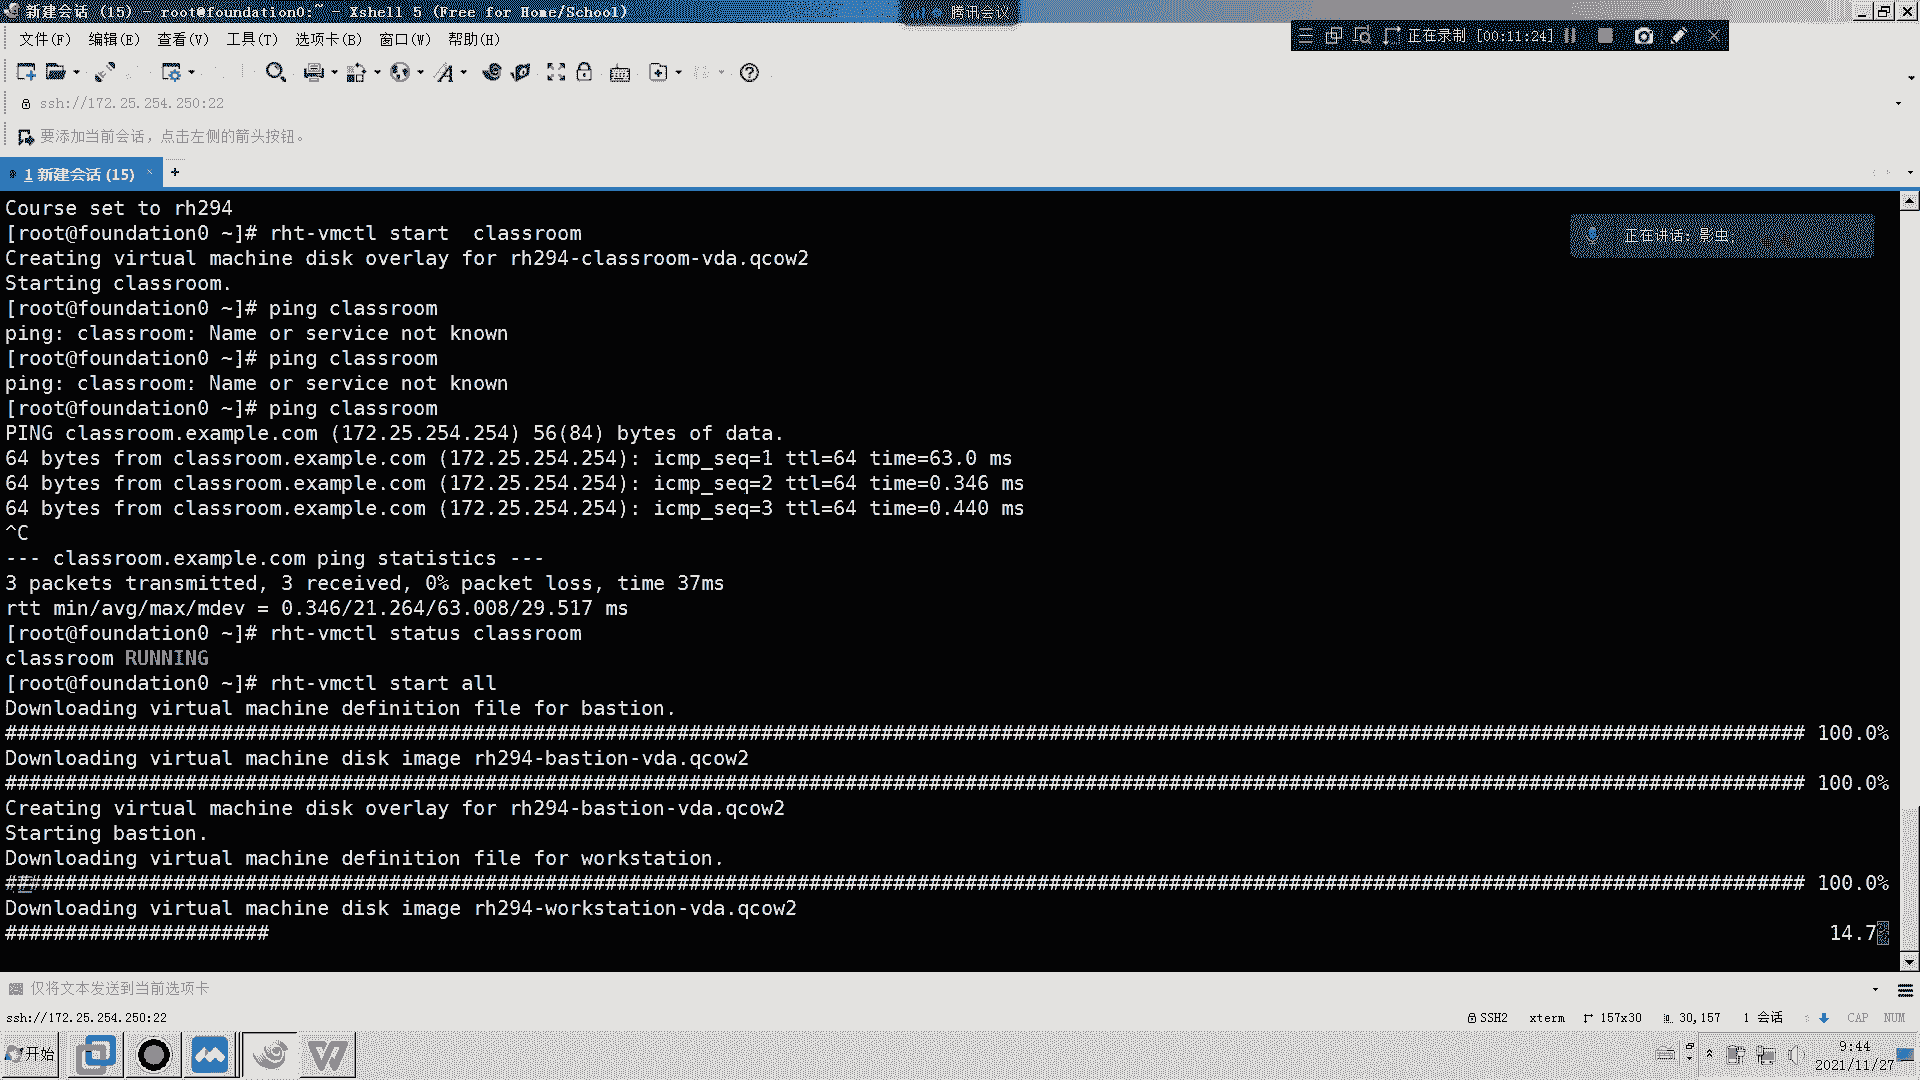 新建会话 (15) - root@foundation0:~ - Xshell 5 (Free for Home/School)
腾讯会议
文件(F) 编辑(E) 查看(V) 工具(T) 选项卡(B) 窗口(W) 帮助(H)
正在录制 [00:11:24]
ssh://172.25.254.250:22
要添加当前会话，点击左侧的箭头按钮。
1 新建会话 (15) × +
正在讲话: 影虫;
Course set to rh294
[root@foundation0 ~]# rht-vmctl start  classroom
Creating virtual machine disk overlay for rh294-classroom-vda.qcow2
Starting classroom.
[root@foundation0 ~]# ping classroom
ping: classroom: Name or service not known
[root@foundation0 ~]# ping classroom
ping: classroom: Name or service not known
[root@foundation0 ~]# ping classroom
PING classroom.example.com (172.25.254.254) 56(84) bytes of data.
64 bytes from classroom.example.com (172.25.254.254): icmp_seq=1 ttl=64 time=63.0 ms
64 bytes from classroom.example.com (172.25.254.254): icmp_seq=2 ttl=64 time=0.346 ms
64 bytes from classroom.example.com (172.25.254.254): icmp_seq=3 ttl=64 time=0.440 ms
^C
--- classroom.example.com ping statistics ---
3 packets transmitted, 3 received, 0% packet loss, time 37ms
rtt min/avg/max/mdev = 0.346/21.264/63.008/29.517 ms
[root@foundation0 ~]# rht-vmctl status classroom
classroom RUNNING
[root@foundation0 ~]# rht-vmctl start all
Downloading virtual machine definition file for bastion.
###################################################################################################################################################### 100.0%
Downloading virtual machine disk image rh294-bastion-vda.qcow2
###################################################################################################################################################### 100.0%
Creating virtual machine disk overlay for rh294-bastion-vda.qcow2
Starting bastion.
Downloading virtual machine definition file for workstation.
###################################################################################################################################################### 100.0%
Downloading virtual machine disk image rh294-workstation-vda.qcow2
###################### 14.7
仅将文本发送到当前选项卡
ssh://172.25.254.250:22 SSH2 xterm 157x30 30,157 1 会话 CAP NUM
开始 9:44
2021/11/27